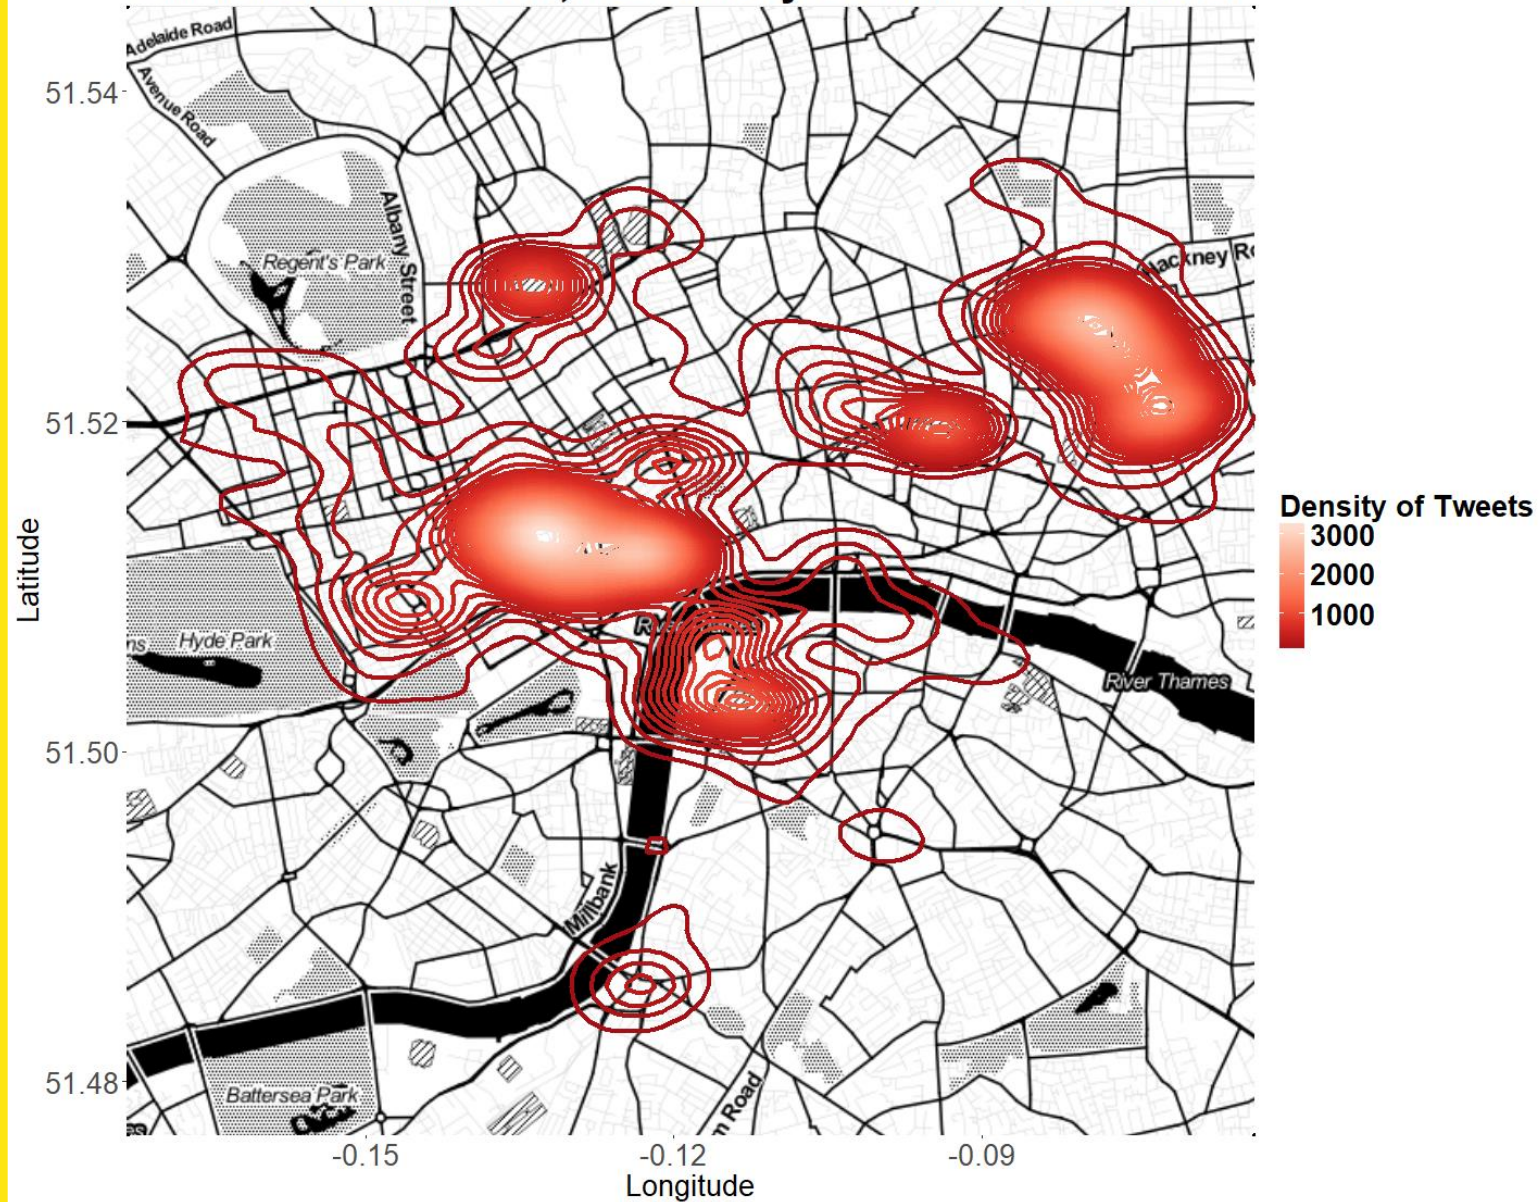 Adelaide Road
Avenue Road
Albany Street
Regent's Park
Hackney
51.54
51.52
51.50
51.48
Latitude
Hyde Park
River Thames
Millbank
Battersea Park
Road
-0.15
-0.12
-0.09
Longitude
Density of Tweets
3000
2000
1000